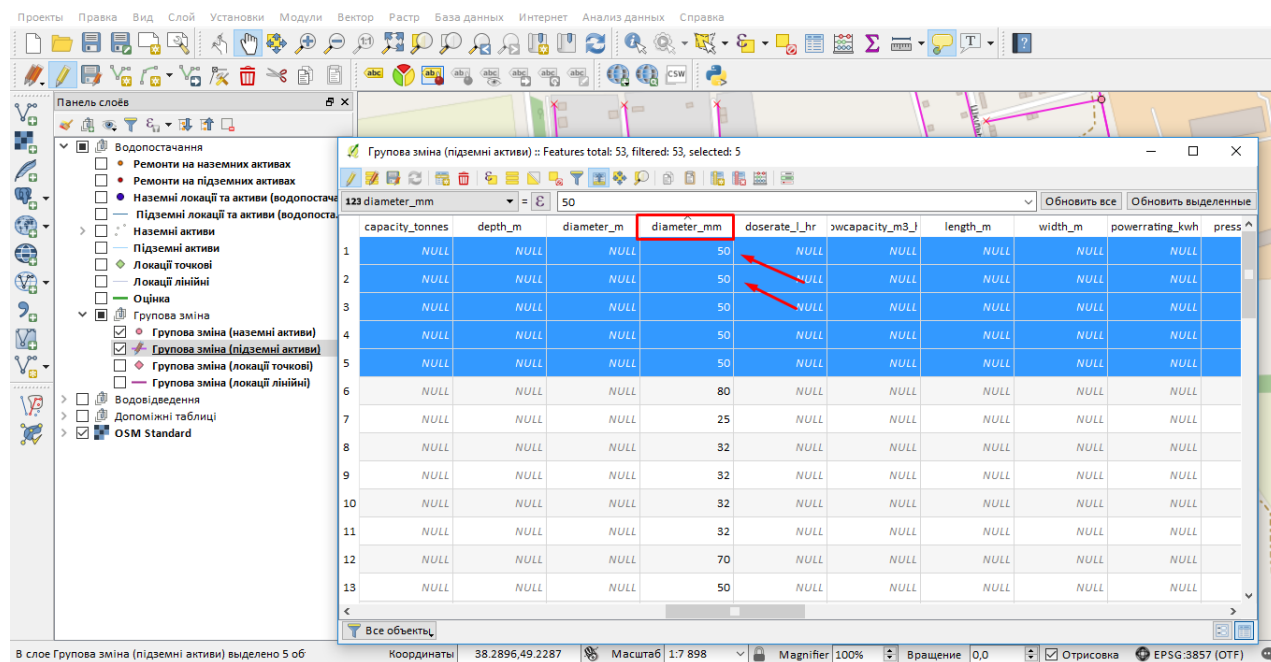 Проекты Правка Вид Слой Установки Модули Вектор Растр База данных Интернет Анализ данных Справка
abc ab abc abc abc abc abc CSW
Панель слоёв
Водопостачання
Ремонти на наземних активах
Ремонти на підземних активах
Наземні локації та активи (водопостача
Підземні локації та активи (водопоста.
Наземні активи
Підземні активи
Локації точкові
Локації лінійні
Оцінка
Групова зміна
Групова зміна (наземні активи)
Групова зміна (підземні активи)
Групова зміна (локації точкові)
Групова зміна (локації лінійні)
Водовідведення
Допоміжні таблиці
OSM Standard
Групова зміна (підземні активи) :: Features total: 53, filtered: 53, selected: 5
123 diameter_mm = ε 50 Обновить все Обновить выделенные
capacity_tonnes depth_m diameter_m diameter_mm doserate_l_hr owcapacity_m3_h length_m width_m powerrating_kwh press
1 NULL NULL NULL 50 NULL NULL NULL NULL NULL
2 NULL NULL NULL 50 NULL NULL NULL NULL NULL
3 NULL NULL NULL 50 NULL NULL NULL NULL NULL
4 NULL NULL NULL 50 NULL NULL NULL NULL NULL
5 NULL NULL NULL 50 NULL NULL NULL NULL NULL
6 NULL NULL NULL 80 NULL NULL NULL NULL NULL
7 NULL NULL NULL 25 NULL NULL NULL NULL NULL
8 NULL NULL NULL 32 NULL NULL NULL NULL NULL
9 NULL NULL NULL 32 NULL NULL NULL NULL NULL
10 NULL NULL NULL 32 NULL NULL NULL NULL NULL
11 NULL NULL NULL 32 NULL NULL NULL NULL NULL
12 NULL NULL NULL 70 NULL NULL NULL NULL NULL
13 NULL NULL NULL 50 NULL NULL NULL NULL NULL
Все объекты
В слое Групова зміна (підземні активи) выделено 5 об Координаты 38.2896,49.2287 Масштаб 1:7 898 Magnifier 100% Вращение 0,0 Отрисовка EPSG:3857 (OTF)